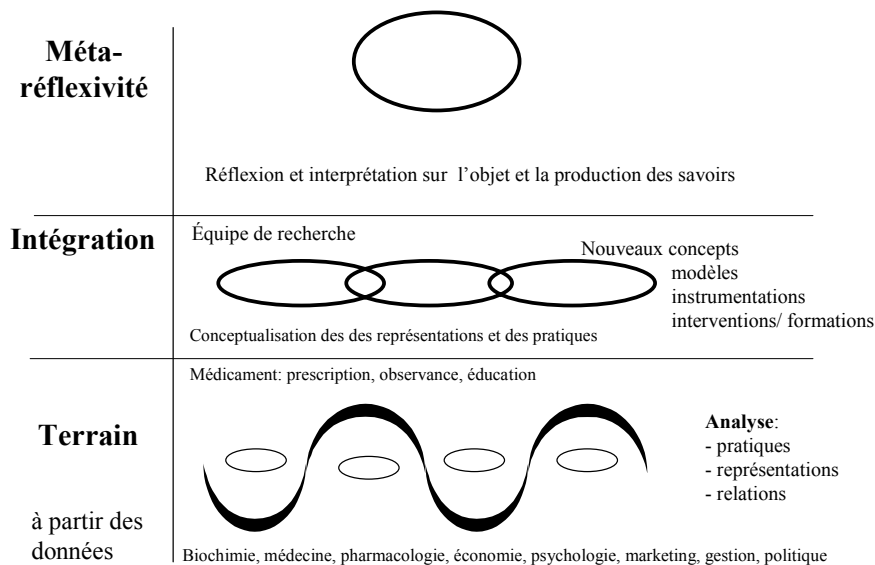 Méta-
réflexivité
Réflexion et interprétation sur l’objet et la production des savoirs
Intégration
Équipe de recherche
Nouveaux concepts
modèles
instrumentations
interventions/ formations
Conceptualisation des des représentations et des pratiques
Médicament: prescription, observance, éducation
Terrain
Analyse:
- pratiques
- représentations
- relations
à partir des
données
Biochimie, médecine, pharmacologie, économie, psychologie, marketing, gestion, politique